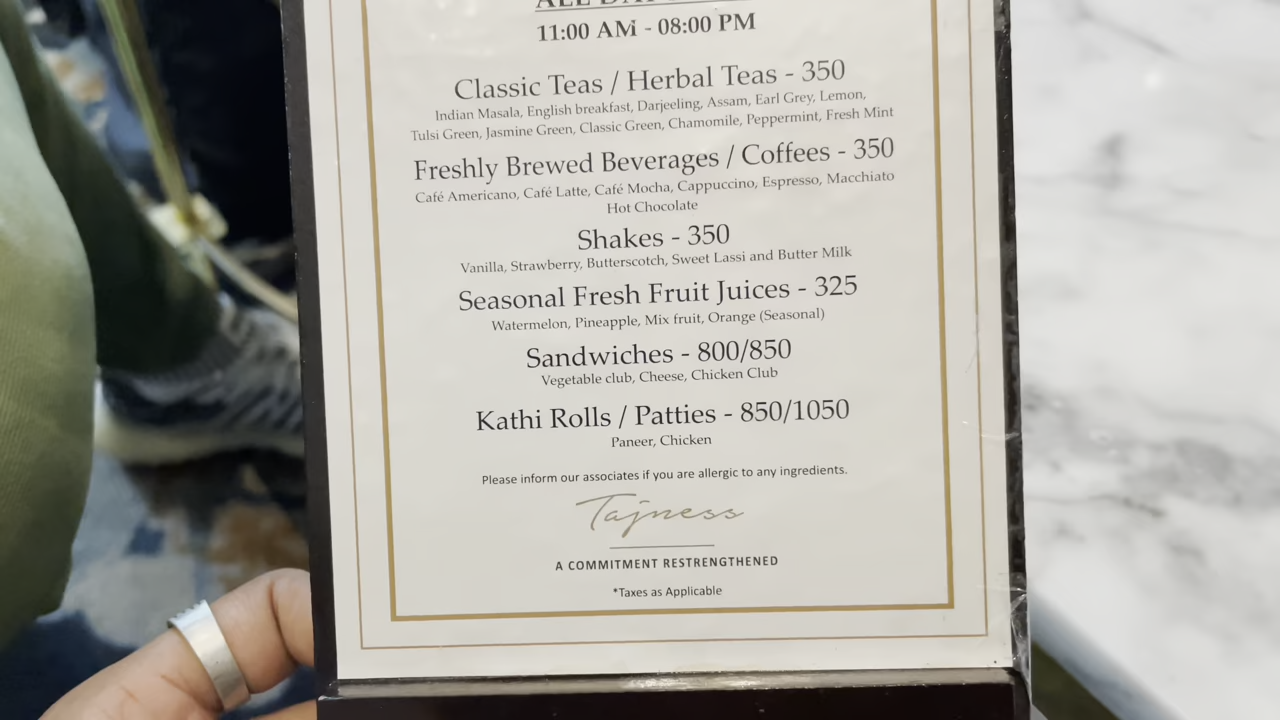 ALL DAY
11:00 AM - 08:00 PM
Classic Teas / Herbal Teas - 350
Indian Masala, English breakfast, Darjeeling, Assam, Earl Grey, Lemon,
Tulsi Green, Jasmine Green, Classic Green, Chamomile, Peppermint, Fresh Mint
Freshly Brewed Beverages / Coffees - 350
Café Americano, Café Latte, Café Mocha, Cappuccino, Espresso, Macchiato
Hot Chocolate
Shakes - 350
Vanilla, Strawberry, Butterscotch, Sweet Lassi and Butter Milk
Seasonal Fresh Fruit Juices - 325
Watermelon, Pineapple, Mix fruit, Orange (Seasonal)
Sandwiches - 800/850
Vegetable club, Cheese, Chicken Club
Kathi Rolls / Patties - 850/1050
Paneer, Chicken
Please inform our associates if you are allergic to any ingredients.
Tajness
A COMMITMENT RESTRENGTHENED
*Taxes as Applicable